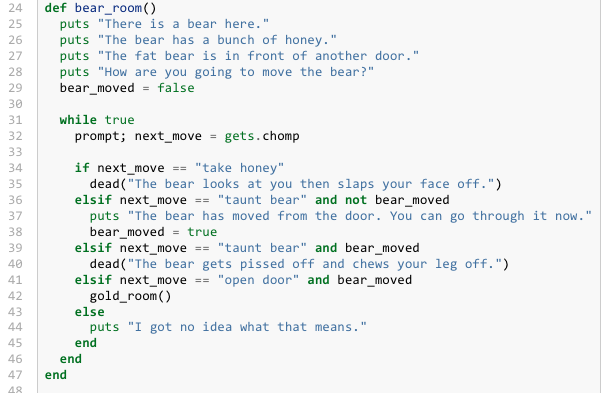 24 def bear_room()
25   puts "There is a bear here."
26   puts "The bear has a bunch of honey."
27   puts "The fat bear is in front of another door."
28   puts "How are you going to move the bear?"
29   bear_moved = false
30
31   while true
32     prompt; next_move = gets.chomp
33
34     if next_move == "take honey"
35       dead("The bear looks at you then slaps your face off.")
36     elsif next_move == "taunt bear" and not bear_moved
37       puts "The bear has moved from the door. You can go through it now."
38       bear_moved = true
39     elsif next_move == "taunt bear" and bear_moved
40       dead("The bear gets pissed off and chews your leg off.")
41     elsif next_move == "open door" and bear_moved
42       gold_room()
43     else
44       puts "I got no idea what that means."
45     end
46   end
47 end
48